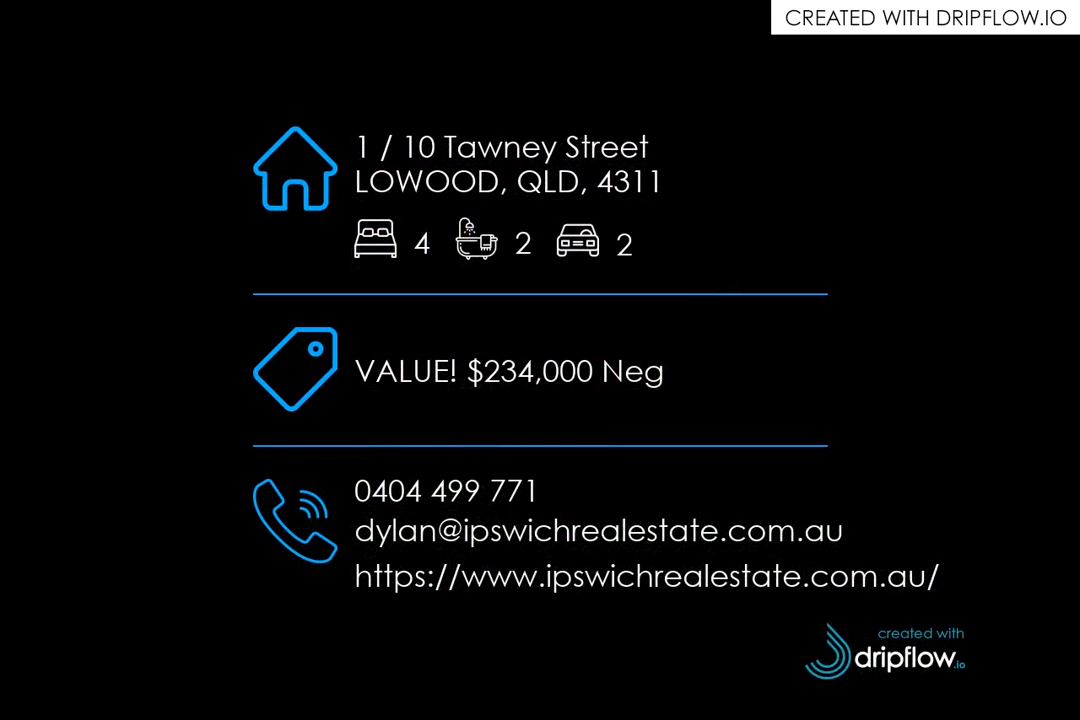 CREATED WITH DRIPFLOW.IO
1 / 10 Tawney Street
LOWOOD, QLD, 4311
4 2 2
VALUE! $234,000 Neg
0404 499 771
dylan@ipswichrealestate.com.au
https://www.ipswichrealestate.com.au/
created with
dripflow.io